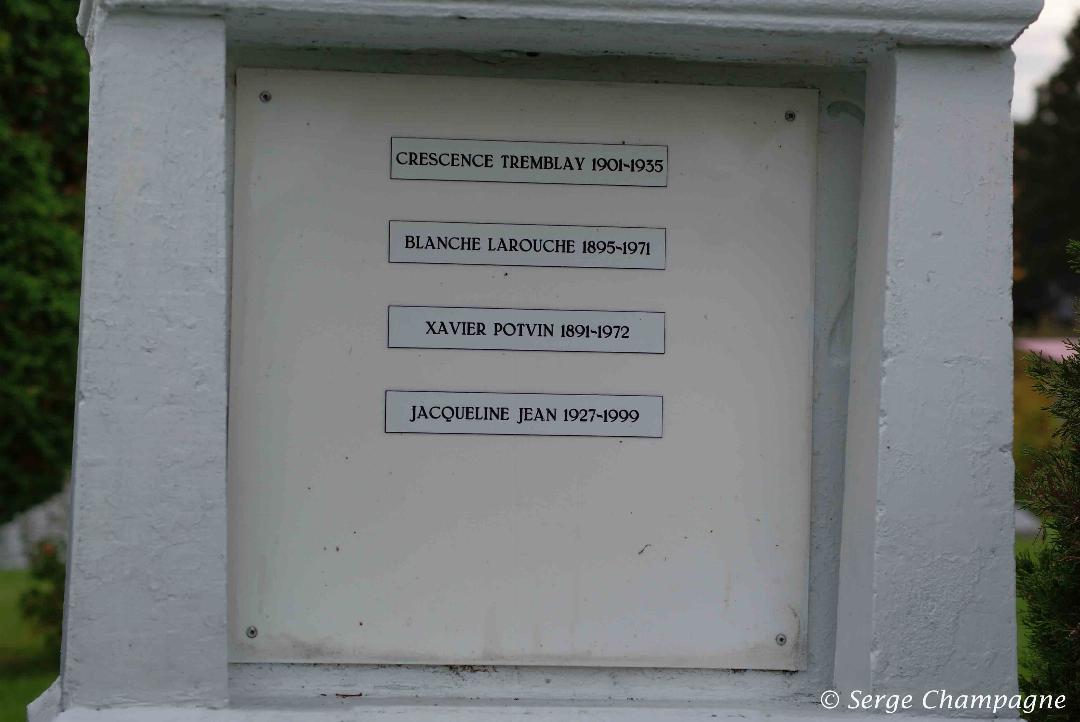 CRESCENCE TREMBLAY 1901-1935
BLANCHE LAROUCHE 1895-1971
XAVIER POTVIN 1891-1972
JACQUELINE JEAN 1927-1999
© Serge Champagne